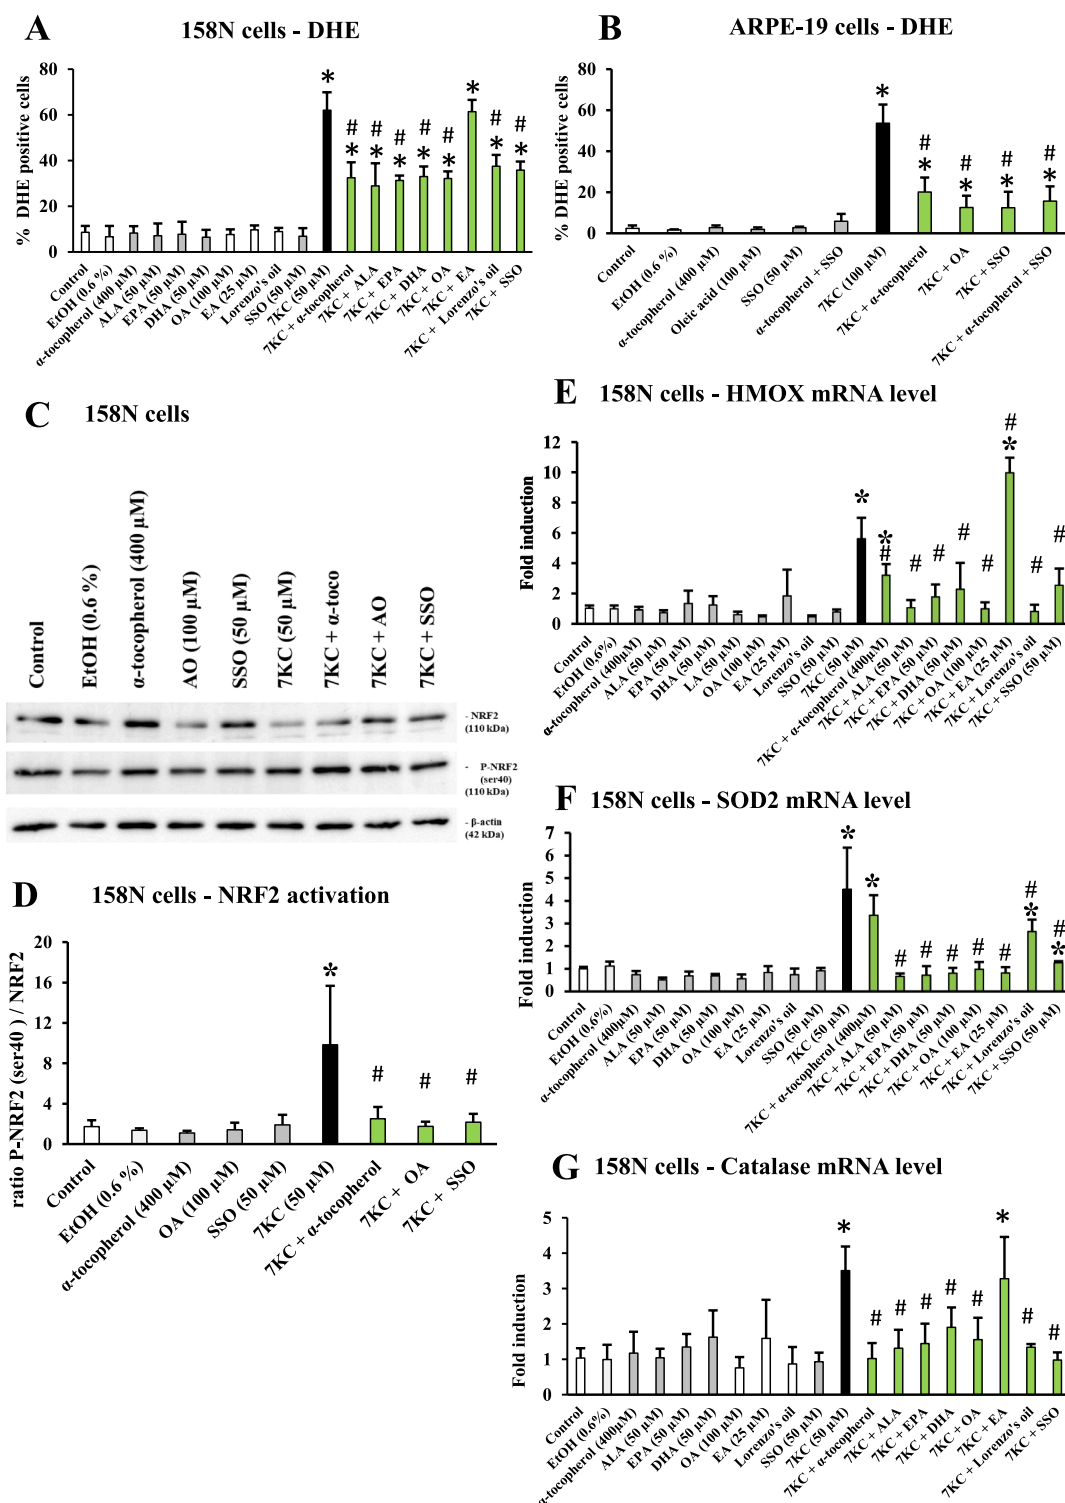 A 158N cells - DHE
% DHE positive cells
80
60
40
20
0
* # # # # # * # #
* * * * * * *
Control
EtOH (0.6 %)
α-tocopherol (400 µM)
ALA (50 µM)
EPA (50 µM)
DHA (50 µM)
OA (100 µM)
EA (25 µM)
Lorenzo's oil
SSO (50 µM)
7KC (50 µM)
7KC + α-tocopherol
7KC + ALA
7KC + EPA
7KC + DHA
7KC + OA
7KC + EA
7KC + Lorenzo's oil
7KC + SSO
B ARPE-19 cells - DHE
% DHE positive cells
80
60
40
20
0
* # # # #
* * * *
Control
EtOH (0.6 %)
α-tocopherol (400 µM)
Oleic acid (100 µM)
SSO (50 µM)
α-tocopherol + SSO
7KC (100 µM)
7KC + α-tocopherol
7KC + OA
7KC + SSO
7KC + α-tocopherol + SSO
C 158N cells
Control
EtOH (0.6 %)
α-tocopherol (400 µM)
AO (100 µM)
SSO (50 µM)
7KC (50 µM)
7KC + α-toco
7KC + AO
7KC + SSO
- NRF2
(110 kDa)
- P-NRF2
(ser40)
(110 kDa)
- β-actin
(42 kDa)
D 158N cells - NRF2 activation
ratio P-NRF2 (ser40 ) / NRF2
20
16
12
8
4
0
* # # #
Control
EtOH (0.6 %)
α-tocopherol (400 µM)
OA (100 µM)
SSO (50 µM)
7KC (50 µM)
7KC + α-tocopherol
7KC + OA
7KC + SSO
E 158N cells - HMOX mRNA level
Fold induction
12
10
8
6
4
2
0
* * # # # # # # * # #
Control
EtOH (0,6%)
α-tocopherol (400µM)
ALA (50 µM)
EPA (50 µM)
DHA (50 µM)
LA (50 µM)
OA (100 µM)
EA (25 µM)
Lorenzo's oil
SSO (50 µM)
7KC (50 µM)
7KC + α-tocopherol (400µM)
7KC + ALA (50 µM)
7KC + EPA (50 µM)
7KC + DHA (50 µM)
7KC + OA (100 µM)
7KC + EA (25 µM)
7KC + Lorenzo's oil
7KC + SSO (50 µM)
F 158N cells - SOD2 mRNA level
Fold induction
7
6
5
4
3
2
1
0
* * # # # # # # * # *
Control
EtOH (0,6%)
α-tocopherol (400µM)
ALA (50 µM)
EPA (50 µM)
DHA (50 µM)
OA (100 µM)
EA (25 µM)
Lorenzo's oil
SSO (50 µM)
7KC (50 µM)
7KC + α-tocopherol (400µM)
7KC + ALA (50 µM)
7KC + EPA (50 µM)
7KC + DHA (50 µM)
7KC + OA (100 µM)
7KC + EA (25 µM)
7KC + Lorenzo's oil
7KC + SSO (50 µM)
G 158N cells - Catalase mRNA level
Fold induction
5
4
3
2
1
0
* # # # # # * # #
Control
EtOH (0.6%)
α-tocopherol (400µM)
ALA (50 µM)
EPA (50 µM)
DHA (50 µM)
OA (100 µM)
EA (25 µM)
Lorenzo's oil
SSO (50 µM)
7KC (50 µM)
7KC + α-tocopherol
7KC + ALA
7KC + EPA
7KC + DHA
7KC + OA
7KC + EA
7KC + Lorenzo's oil
7KC + SSO